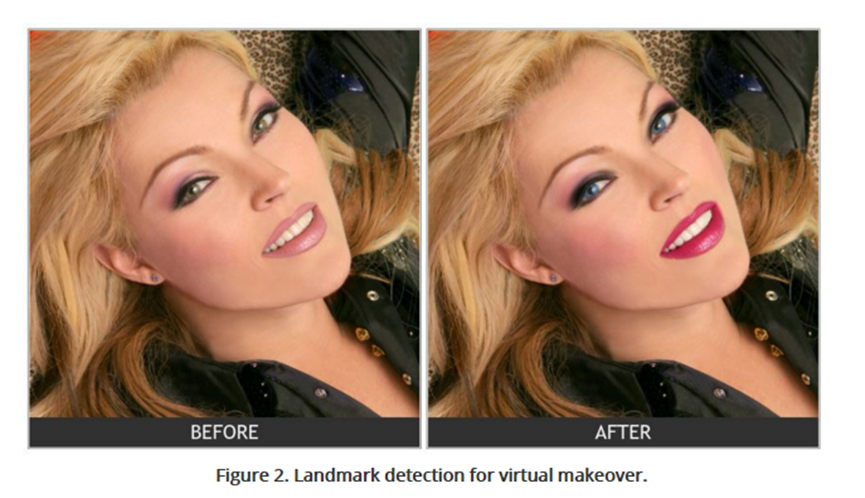 BEFORE
AFTER
Figure 2. Landmark detection for virtual makeover.